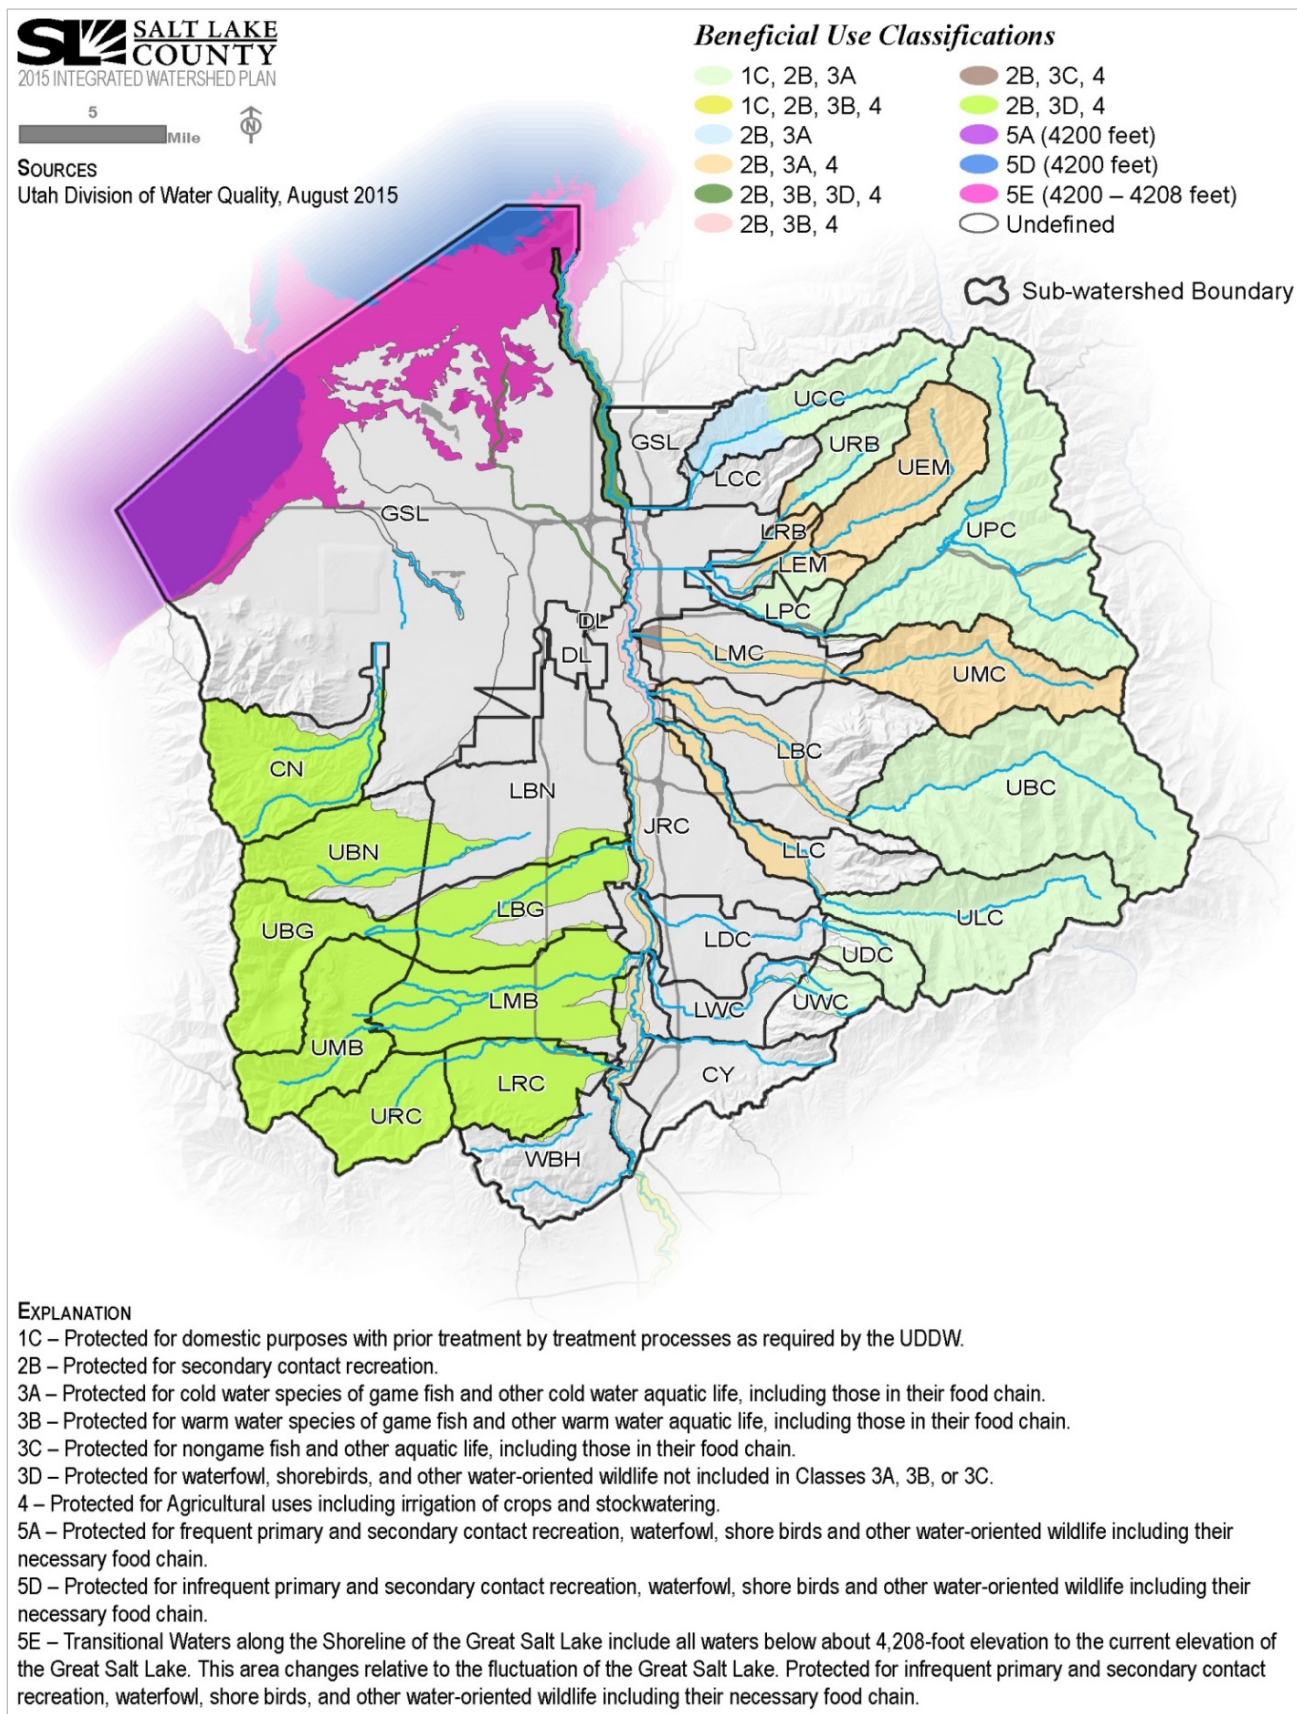 SL SALT LAKE
COUNTY
2015 INTEGRATED WATERSHED PLAN
5
Mile
N
SOURCES
Utah Division of Water Quality, August 2015
Beneficial Use Classifications
1C, 2B, 3A
1C, 2B, 3B, 4
2B, 3A
2B, 3A, 4
2B, 3B, 3D, 4
2B, 3B, 4
2B, 3C, 4
2B, 3D, 4
5A (4200 feet)
5D (4200 feet)
5E (4200 – 4208 feet)
Undefined
Sub-watershed Boundary
UCC
GSL
URB
UEM
LCC
GSL
UPC
LRB
LEM
LPC
DL
DL
LMC
UMC
LBC
CN
UBC
LBN
JRC
UBN
LLC
LBG
ULC
UBG
LDC
UDC
LMB
LWC
UWC
UMB
CY
LRC
URC
WBH
EXPLANATION
1C – Protected for domestic purposes with prior treatment by treatment processes as required by the UDDW.
2B – Protected for secondary contact recreation.
3A – Protected for cold water species of game fish and other cold water aquatic life, including those in their food chain.
3B – Protected for warm water species of game fish and other warm water aquatic life, including those in their food chain.
3C – Protected for nongame fish and other aquatic life, including those in their food chain.
3D – Protected for waterfowl, shorebirds, and other water-oriented wildlife not included in Classes 3A, 3B, or 3C.
4 – Protected for Agricultural uses including irrigation of crops and stockwatering.
5A – Protected for frequent primary and secondary contact recreation, waterfowl, shore birds and other water-oriented wildlife including their
necessary food chain.
5D – Protected for infrequent primary and secondary contact recreation, waterfowl, shore birds and other water-oriented wildlife including their
necessary food chain.
5E – Transitional Waters along the Shoreline of the Great Salt Lake include all waters below about 4,208-foot elevation to the current elevation of
the Great Salt Lake. This area changes relative to the fluctuation of the Great Salt Lake. Protected for infrequent primary and secondary contact
recreation, waterfowl, shore birds, and other water-oriented wildlife including their necessary food chain.